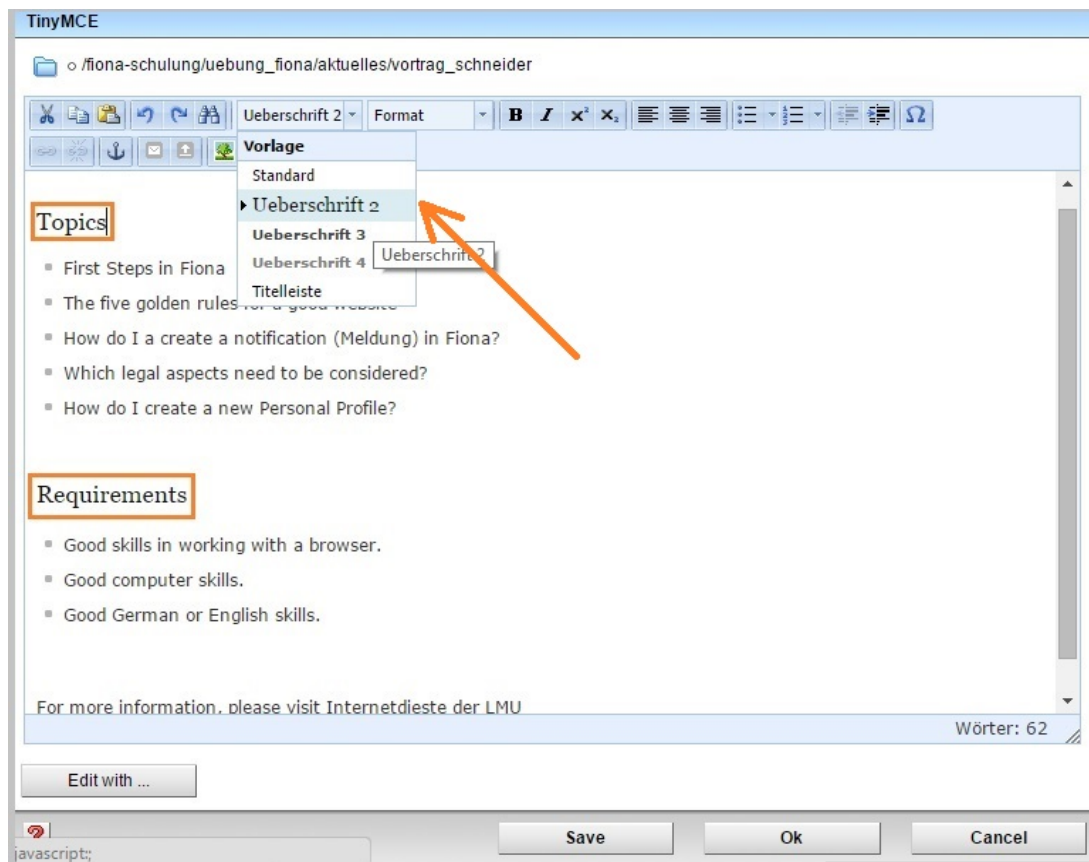 TinyMCE
/fiona-schulung/uebung_fiona/aktuelles/vortrag_schneider
Ueberschrift 2 Format B I x² x₂ Ω
Vorlage
Standard
Ueberschrift 2
Ueberschrift 3
Ueberschrift 4
Ueberschrift 2
Titelleiste
Topics
First Steps in Fiona
The five golden rules for a good website
How do I a create a notification (Meldung) in Fiona?
Which legal aspects need to be considered?
How do I create a new Personal Profile?
Requirements
Good skills in working with a browser.
Good computer skills.
Good German or English skills.
For more information, please visit Internetdieste der LMU
Wörter: 62
Edit with ...
Save Ok Cancel
javascript:;